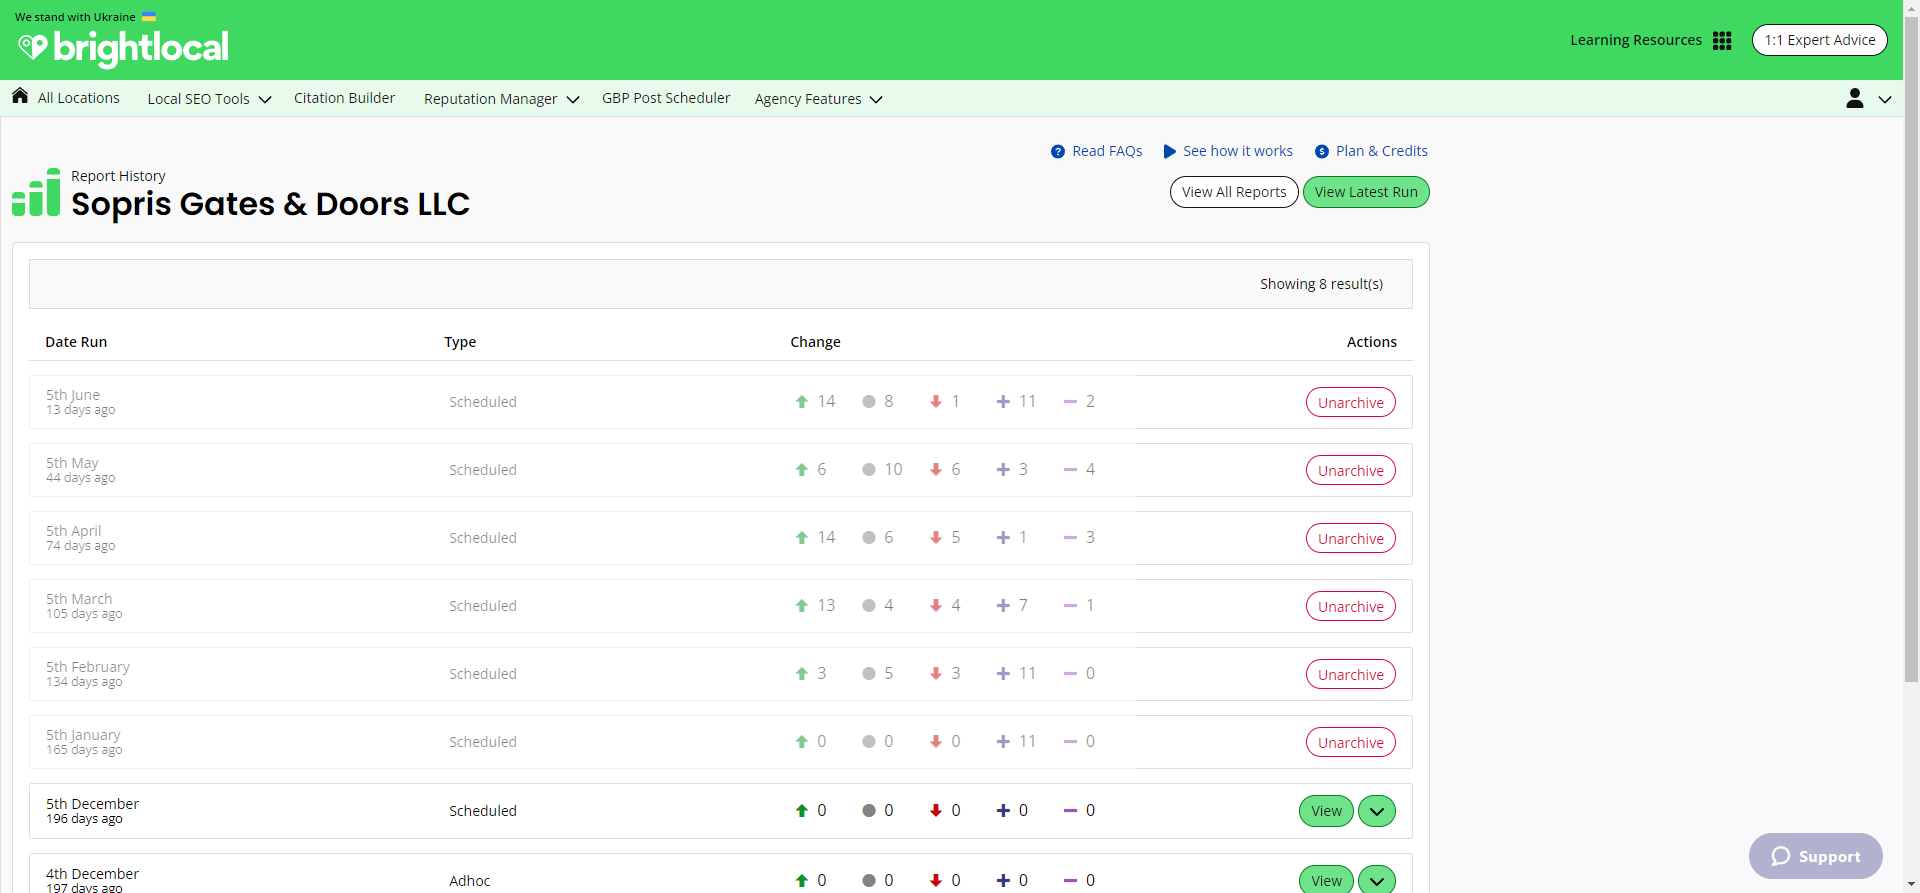 We stand with Ukraine
brightlocal
Learning Resources
1:1 Expert Advice
All Locations
Local SEO Tools
Citation Builder
Reputation Manager
GBP Post Scheduler
Agency Features
Read FAQs
See how it works
Plan & Credits
Report History
Sopris Gates & Doors LLC
View All Reports
View Latest Run
Showing 8 result(s)
Date Run Type Change Actions
5th June
13 days ago
Scheduled 14 8 1 11 2 Unarchive
5th May
44 days ago
Scheduled 6 10 6 3 4 Unarchive
5th April
74 days ago
Scheduled 14 6 5 1 3 Unarchive
5th March
105 days ago
Scheduled 13 4 4 7 1 Unarchive
5th February
134 days ago
Scheduled 3 5 3 11 0 Unarchive
5th January
165 days ago
Scheduled 0 0 0 11 0 Unarchive
5th December
196 days ago
Scheduled 0 0 0 0 0 View
4th December
197 days ago
Adhoc 0 0 0 0 0 View
Support